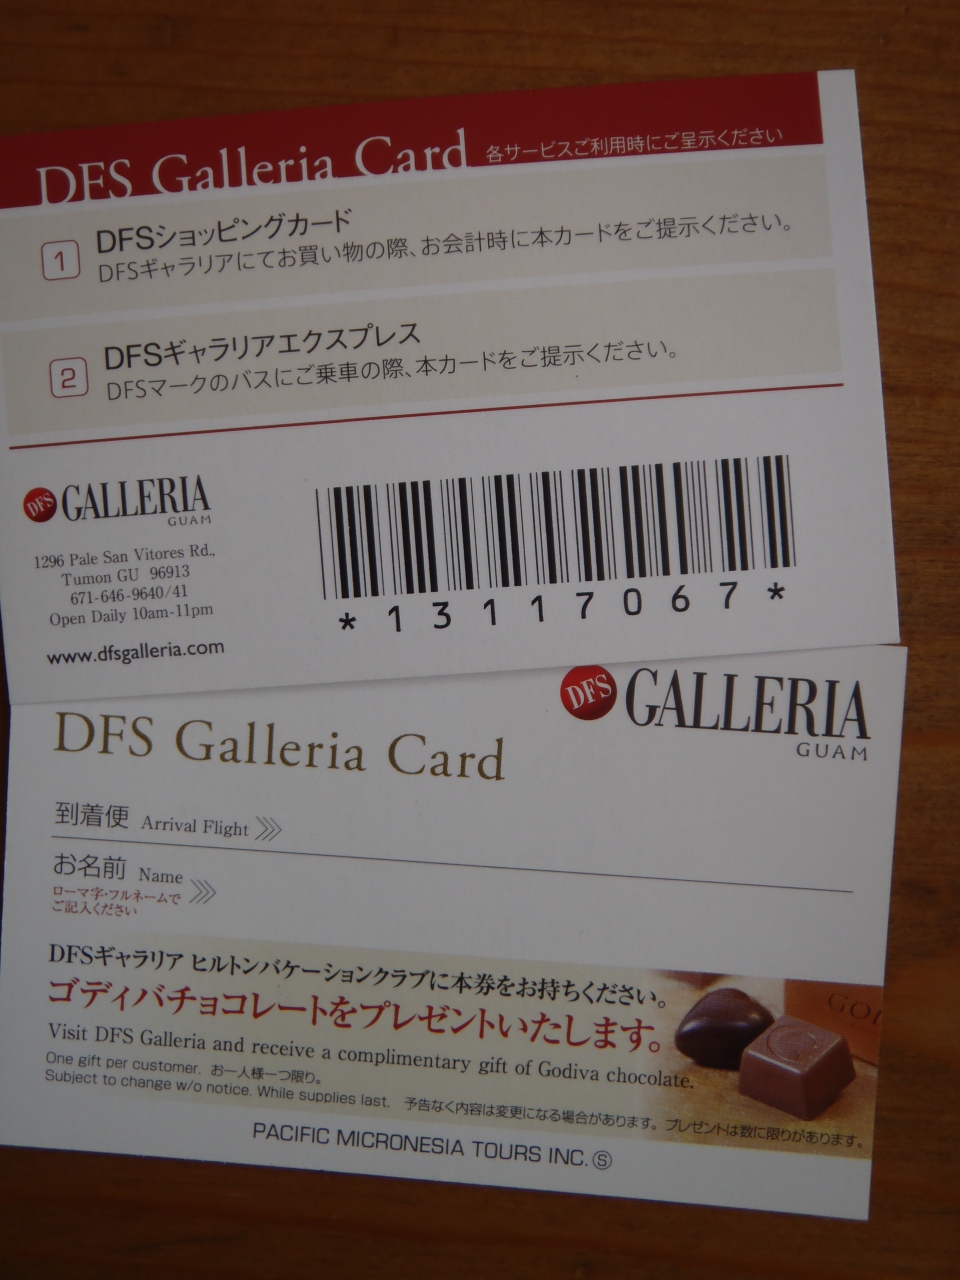 DFS Galleria Card 各サービスご利用時にご呈示ください
1 DFSショッピングカード
DFSギャラリアにてお買い物の際、お会計時に本カードをご提示ください。
2 DFSギャラリアエクスプレス
DFSマークのバスにご乗車の際、本カードをご提示ください。
DFS GALLERIA
GUAM
1296 Pale San Vitores Rd.,
Tumon GU 96913
671-646-9640/41
Open Daily 10am-11pm
www.dfsgalleria.com
*13117067*
DFS GALLERIA
GUAM
DFS Galleria Card
到着便 Arrival Flight
お名前 Name
ローマ字・フルネームで
ご記入ください
DFSギャラリア ヒルトンバケーションクラブに本券をお持ちください。
ゴディバチョコレートをプレゼントいたします。
Visit DFS Galleria and receive a complimentary gift of Godiva chocolate.
One gift per customer. お一人様一つ限り。
Subject to change w/o notice. While supplies last. 予告なく内容は変更になる場合があります。プレゼントは数に限りがあります。
GODI
PACIFIC MICRONESIA TOURS INC. Ⓢ